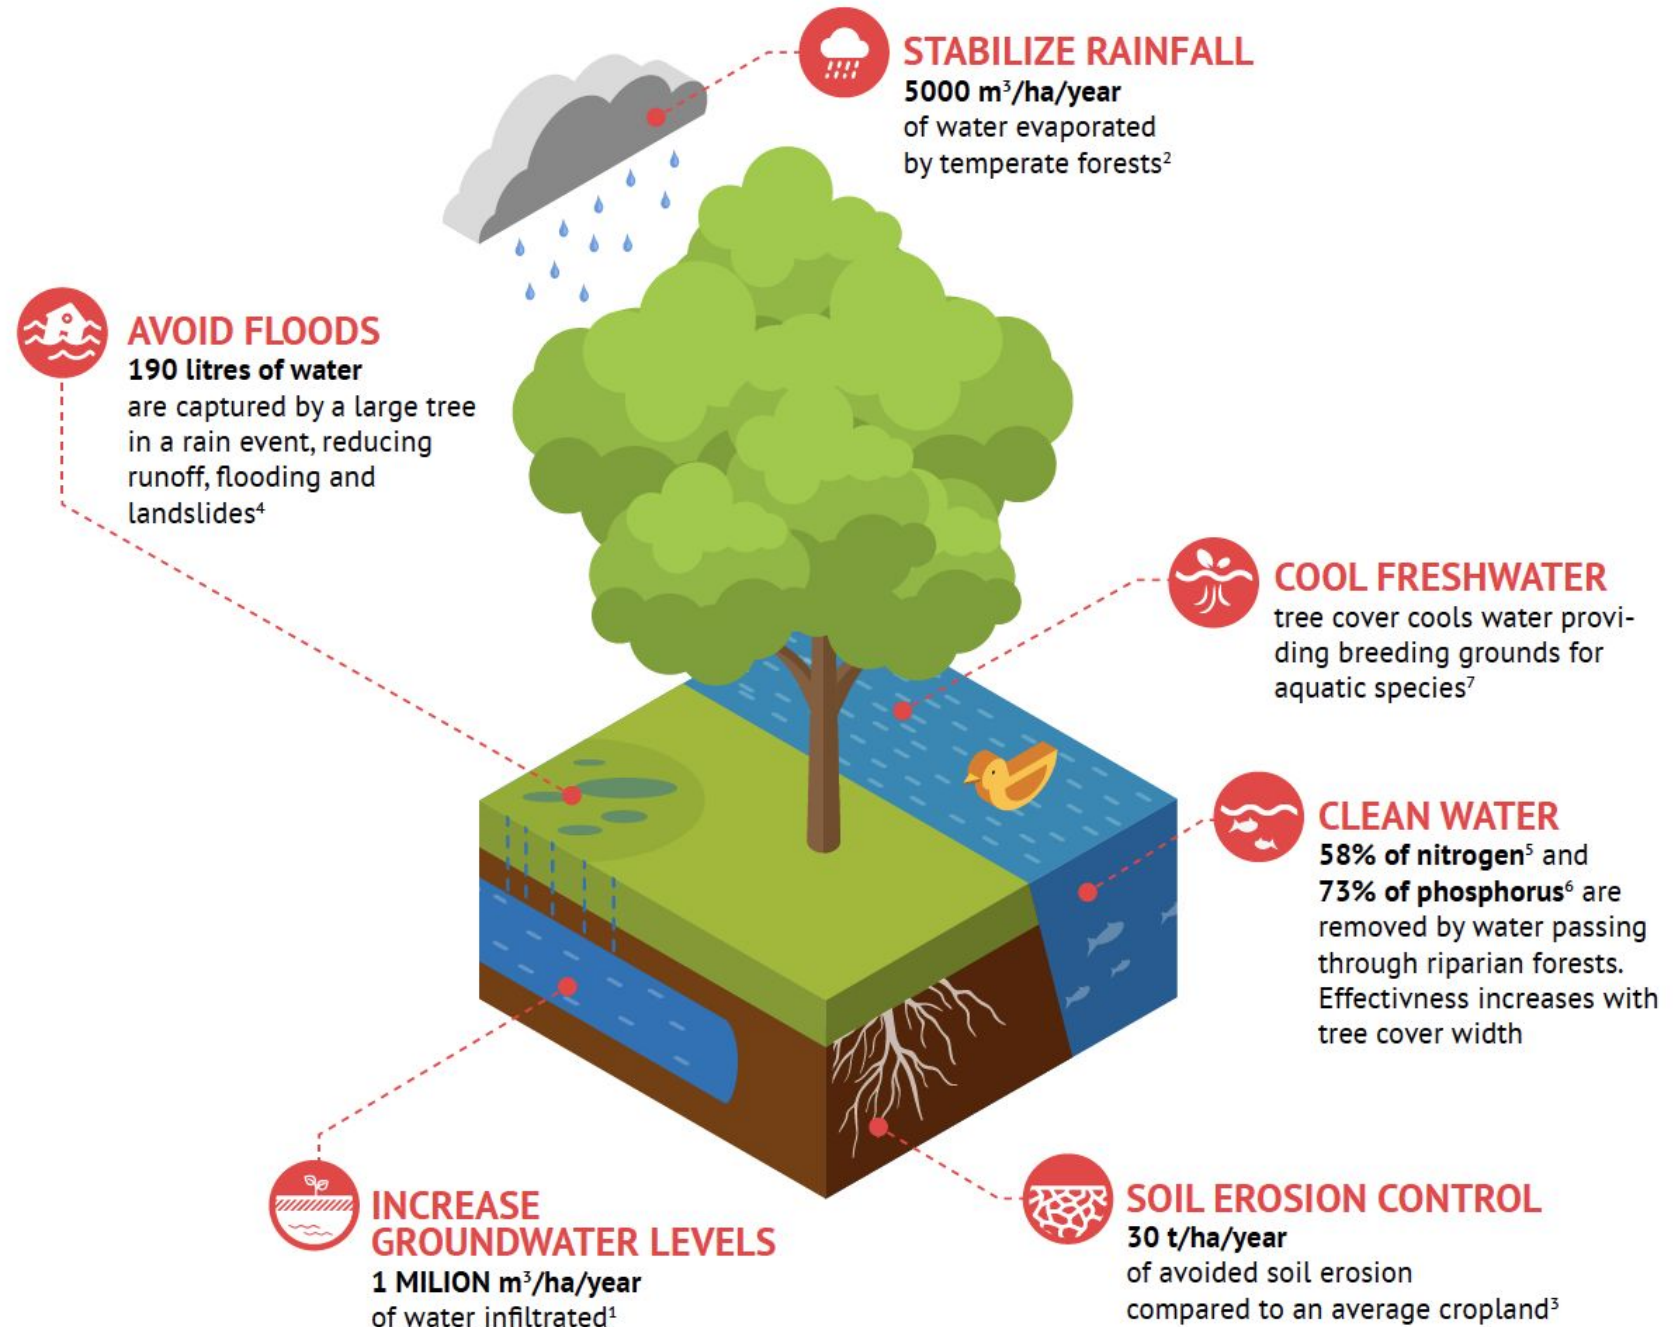 STABILIZE RAINFALL
5000 m³/ha/year
of water evaporated
by temperate forests²
AVOID FLOODS
190 litres of water
are captured by a large tree
in a rain event, reducing
runoff, flooding and
landslides⁴
COOL FRESHWATER
tree cover cools water provi-
ding breeding grounds for
aquatic species⁷
CLEAN WATER
58% of nitrogen⁵ and
73% of phosphorus⁶ are
removed by water passing
through riparian forests.
Effectivness increases with
tree cover width
INCREASE
GROUNDWATER LEVELS
1 MILION m³/ha/year
of water infiltrated¹
SOIL EROSION CONTROL
30 t/ha/year
of avoided soil erosion
compared to an average cropland³